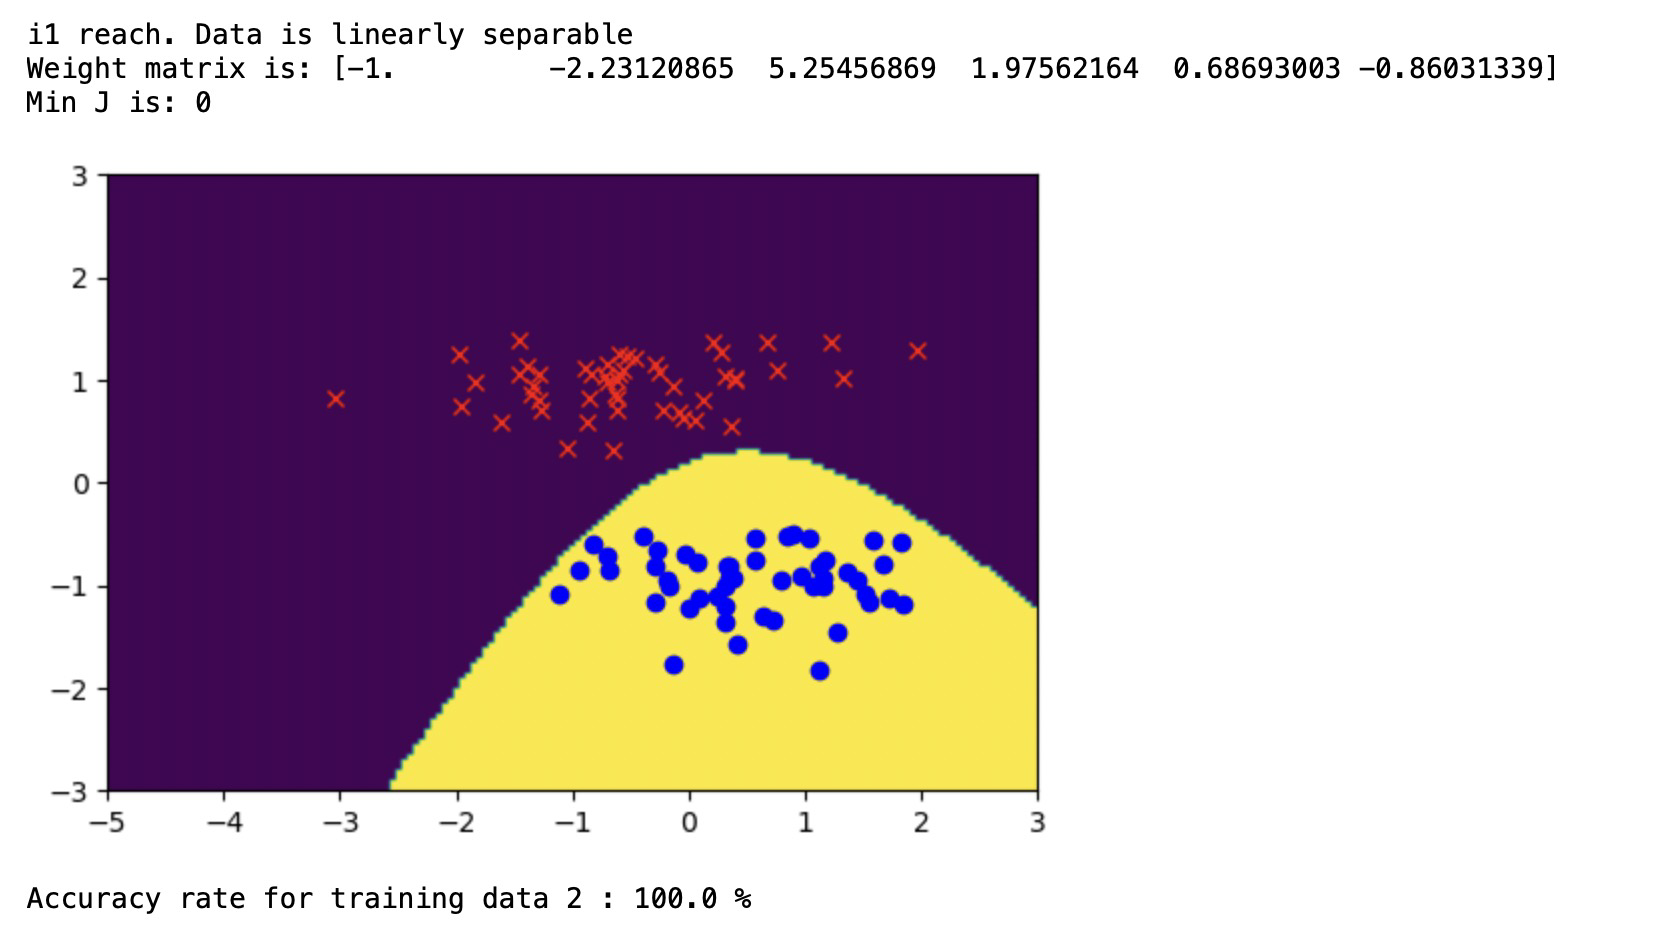 i1 reach. Data is linearly separable
Weight matrix is: [-1.         -2.23120865  5.25456869  1.97562164  0.68693003 -0.86031339]
Min J is: 0
3
2
1
0
−1
−2
−3
−5 −4 −3 −2 −1 0 1 2 3
Accuracy rate for training data 2 : 100.0 %